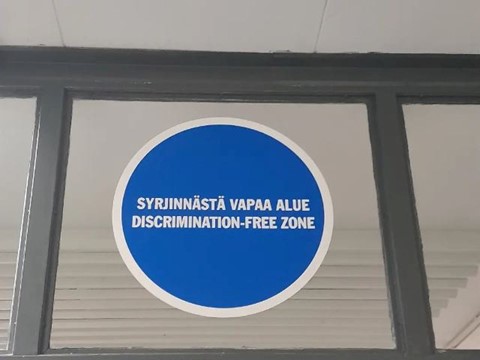 SYRJINNÄSTÄ VAPAA ALUE
DISCRIMINATION-FREE ZONE